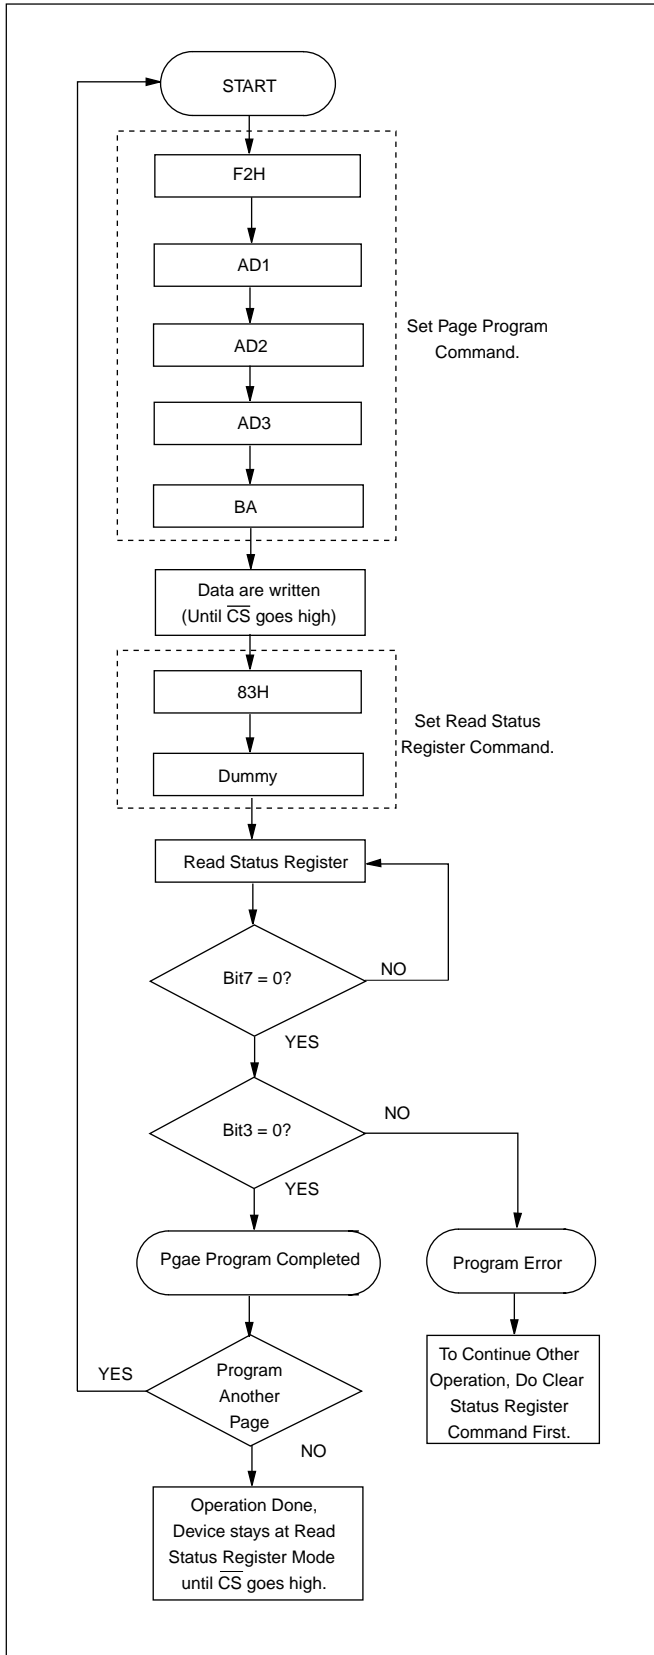 START
F2H
AD1
AD2
AD3
BA
Set Page Program
Command.
Data are written
(Until C̅S̅ goes high)
83H
Dummy
Set Read Status
Register Command.
Read Status Register
Bit7 = 0?
NO
YES
Bit3 = 0?
NO
YES
Pgae Program Completed
Program Error
To Continue Other
Operation, Do Clear
Status Register
Command First.
YES
Program
Another
Page
NO
Operation Done,
Device stays at Read
Status Register Mode
until C̅S̅ goes high.